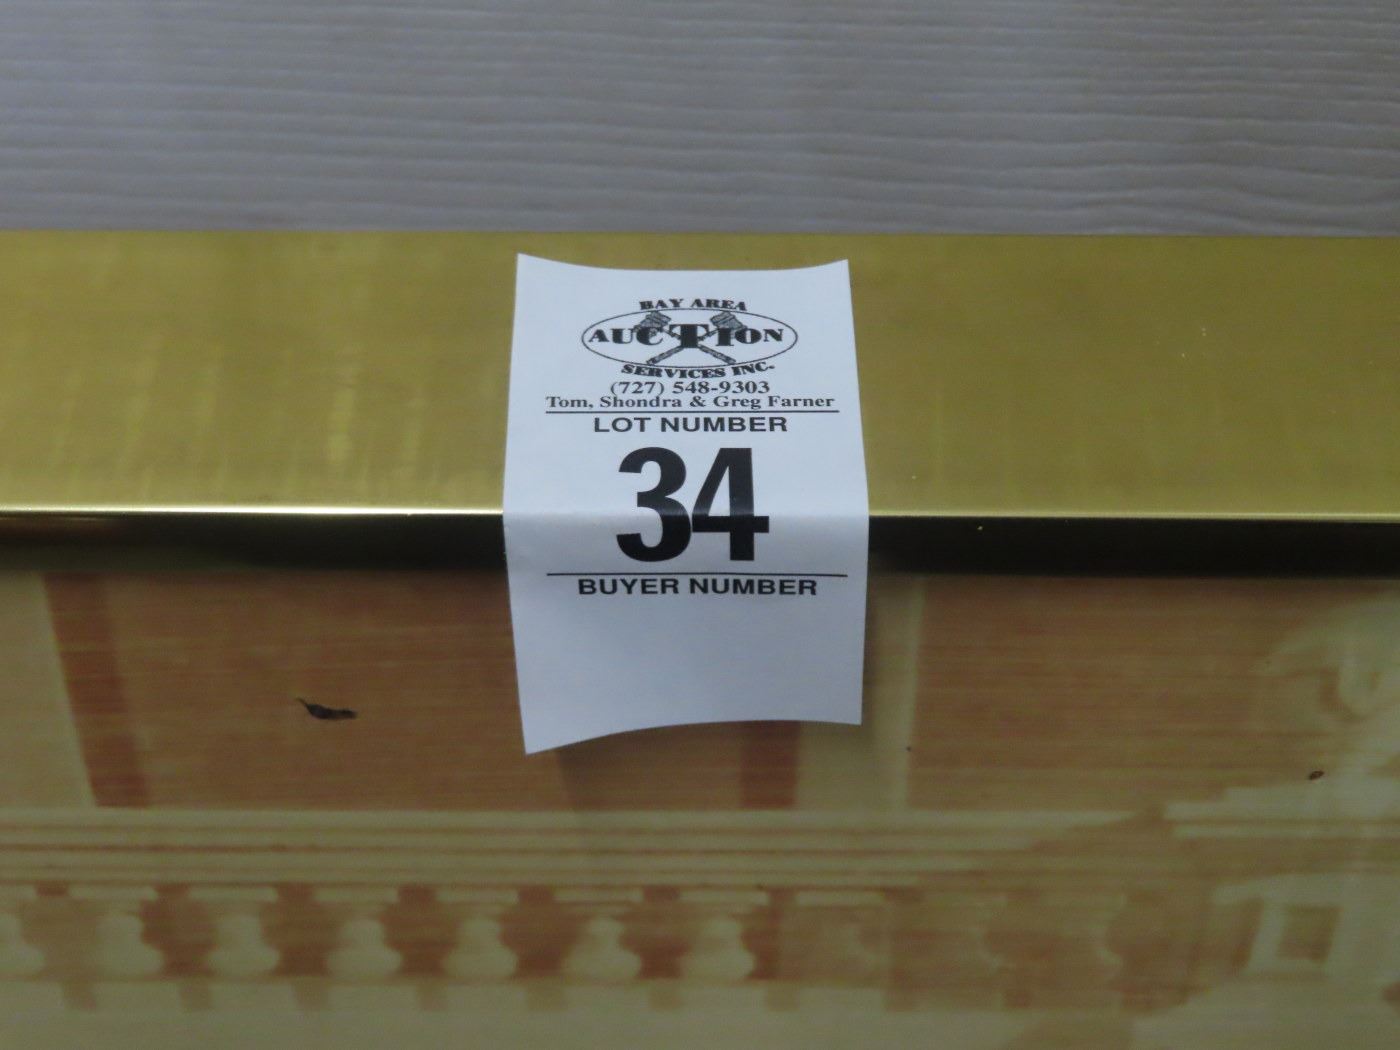 BAY AREA
AUCTION
SERVICES INC.
(727) 548-9303
Tom, Shondra & Greg Farner
LOT NUMBER
34
BUYER NUMBER